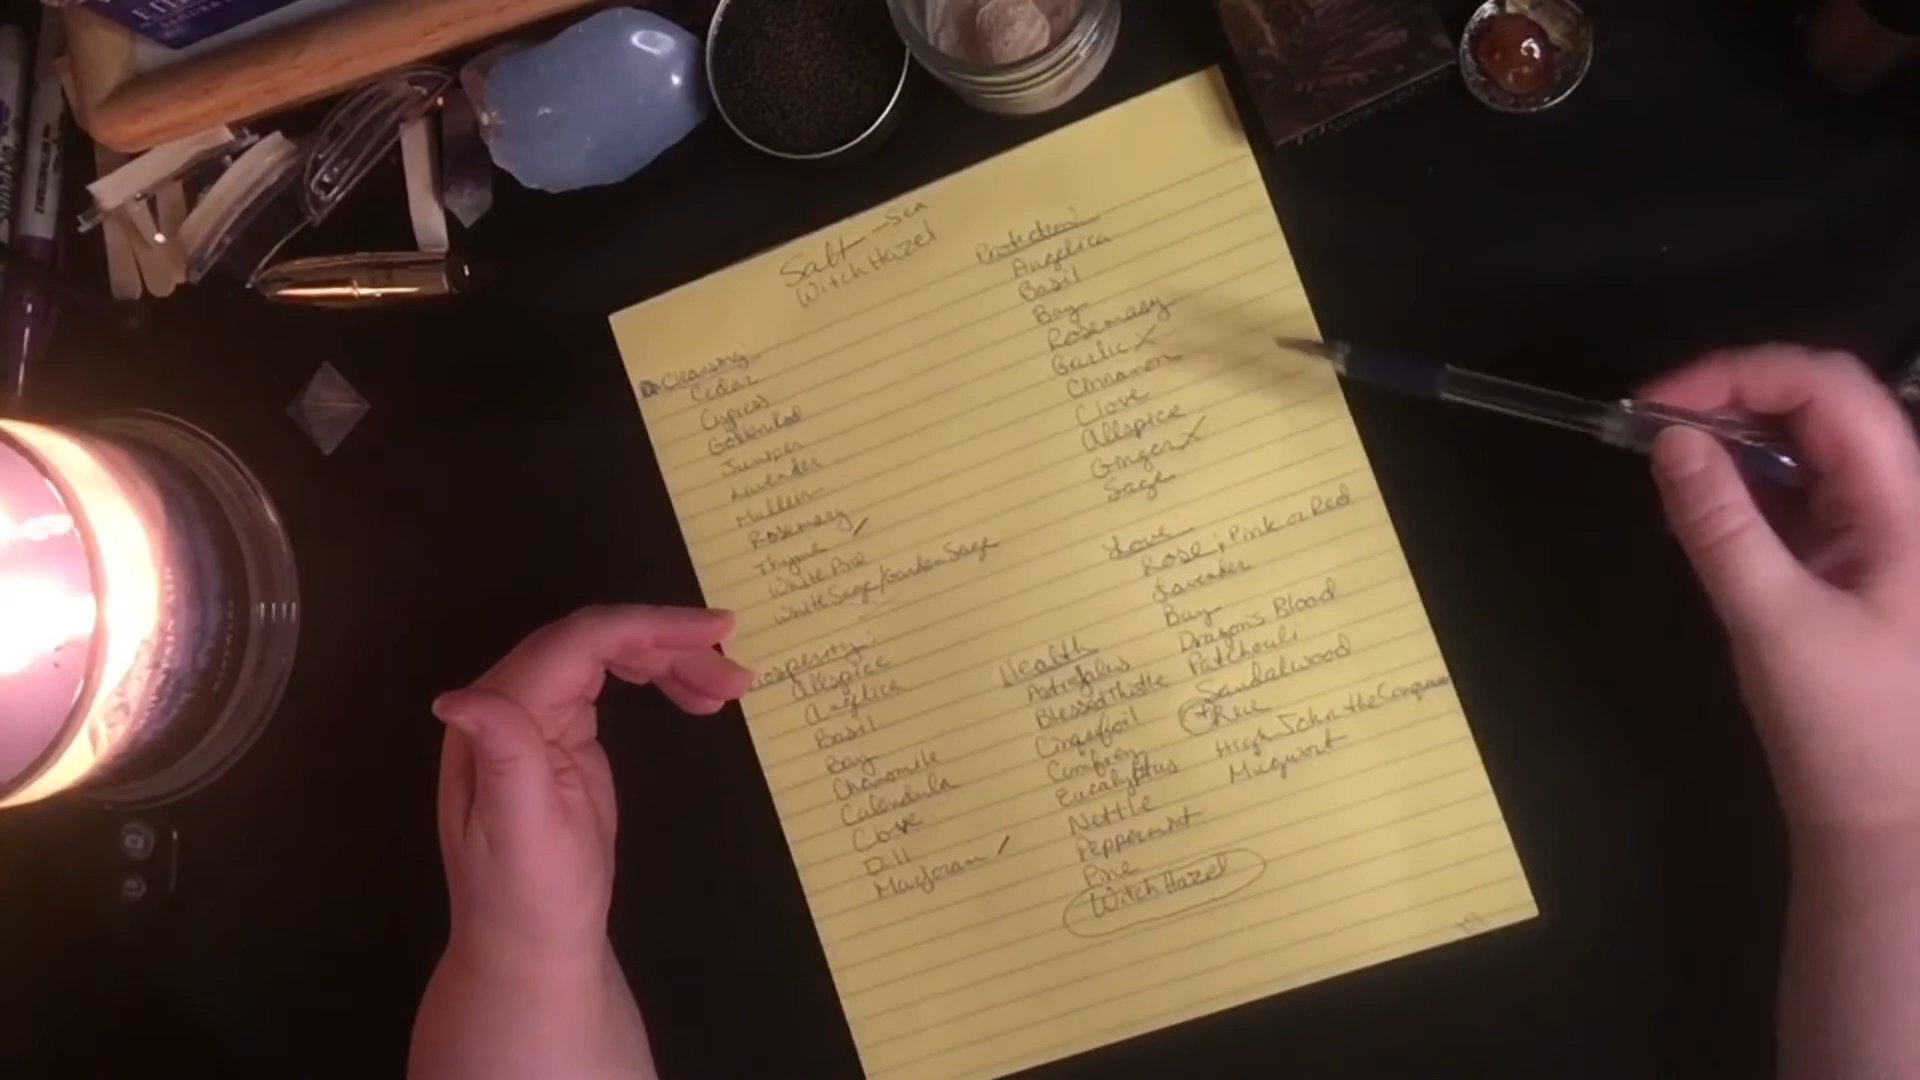 Salt - Sea
Witch Hazel
Cleansing:
Cedar
Cypress
Goldenrod
Juniper
Lavender
Mullein
Rosemary
Thyme
White Pine
White Sage/Garden Sage
Prosperity:
Allspice
Angelica
Basil
Bay
Chamomile
Calendula
Clove
Dill
Marjoram
Protection:
Angelica
Basil
Bay
Rosemary
Garlic
Cinnamon
Clove
Allspice
Ginger
Sage
Love:
Rose; Pink or Red
Lavender
Bay
Dragon's Blood
Patchouli
Sandalwood
Rue
High John the Conqueror
Mugwort
Health
Astragalus
Blessed Thistle
Cinqefoil
Comfrey
Eucalyptus
Nettle
Peppermint
Pine
Witch Hazel